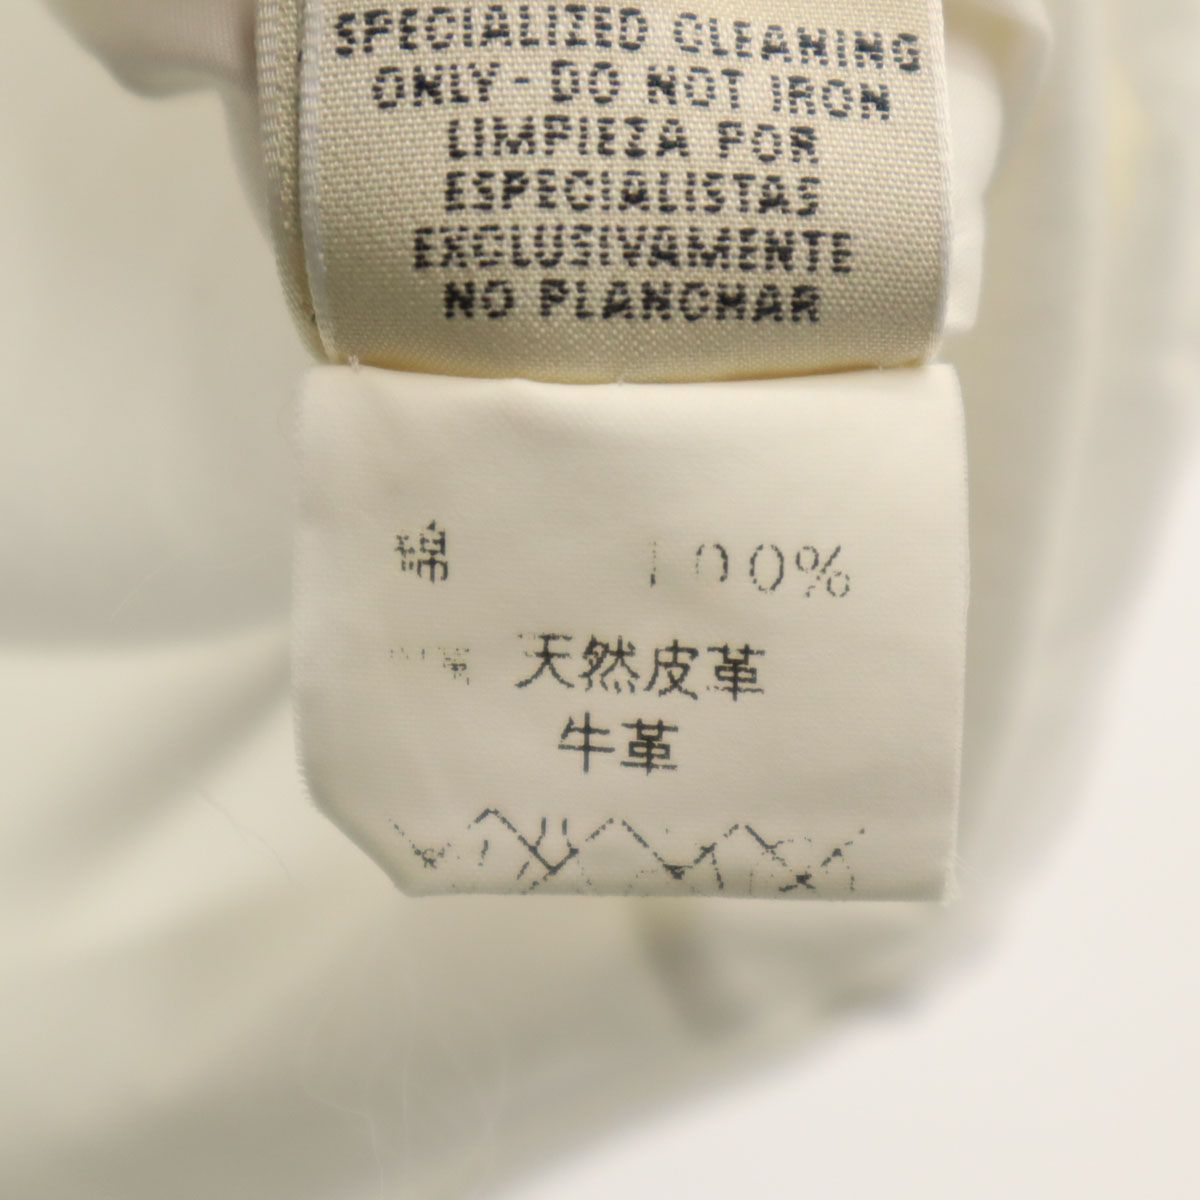 SPECIALIZED CLEANING
ONLY - DO NOT IRON
LIMPIEZA POR
ESPECIALISTAS
EXCLUSIVAMENTE
NO PLANCHAR
綿 100%
天然皮革
牛革